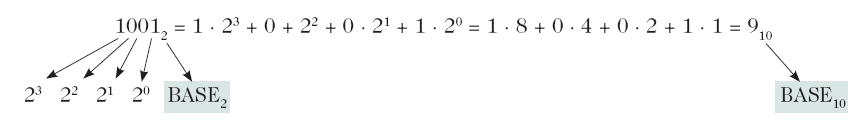 1001₂ = 1 · 2³ + 0 + 2² + 0 · 2¹ + 1 · 2⁰ = 1 · 8 + 0 · 4 + 0 · 2 + 1 · 1 = 9₁₀
2³ 2² 2¹ 2⁰ BASE₂ BASE₁₀